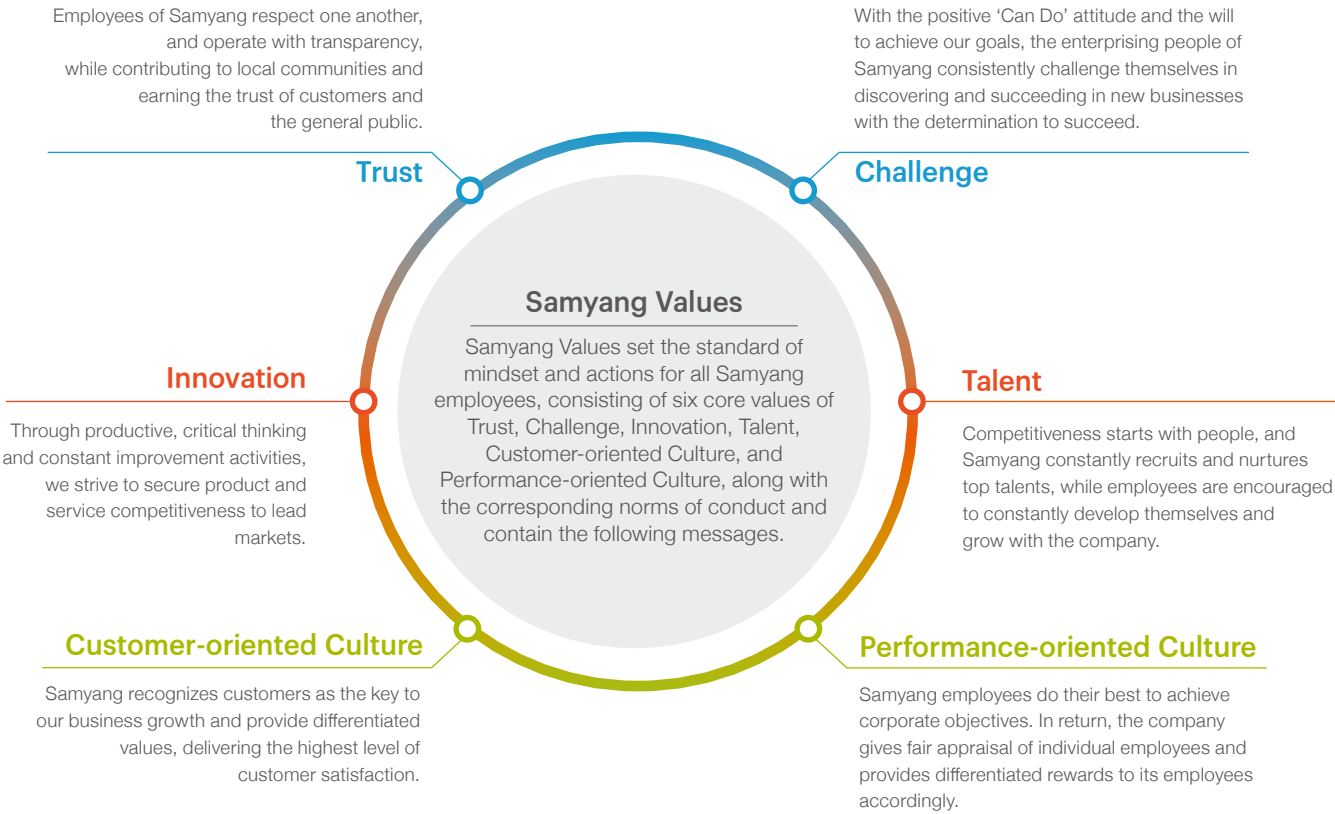 Employees of Samyang respect one another,
and operate with transparency,
while contributing to local communities and
earning the trust of customers and
the general public.
Trust
With the positive ‘Can Do’ attitude and the will
to achieve our goals, the enterprising people of
Samyang consistently challenge themselves in
discovering and succeeding in new businesses
with the determination to succeed.
Challenge
Samyang Values
Samyang Values set the standard of
mindset and actions for all Samyang
employees, consisting of six core values of
Trust, Challenge, Innovation, Talent,
Customer-oriented Culture, and
Performance-oriented Culture, along with
the corresponding norms of conduct and
contain the following messages.
Innovation
Through productive, critical thinking
and constant improvement activities,
we strive to secure product and
service competitiveness to lead
markets.
Talent
Competitiveness starts with people, and
Samyang constantly recruits and nurtures
top talents, while employees are encouraged
to constantly develop themselves and
grow with the company.
Customer-oriented Culture
Samyang recognizes customers as the key to
our business growth and provide differentiated
values, delivering the highest level of
customer satisfaction.
Performance-oriented Culture
Samyang employees do their best to achieve
corporate objectives. In return, the company
gives fair appraisal of individual employees and
provides differentiated rewards to its employees
accordingly.